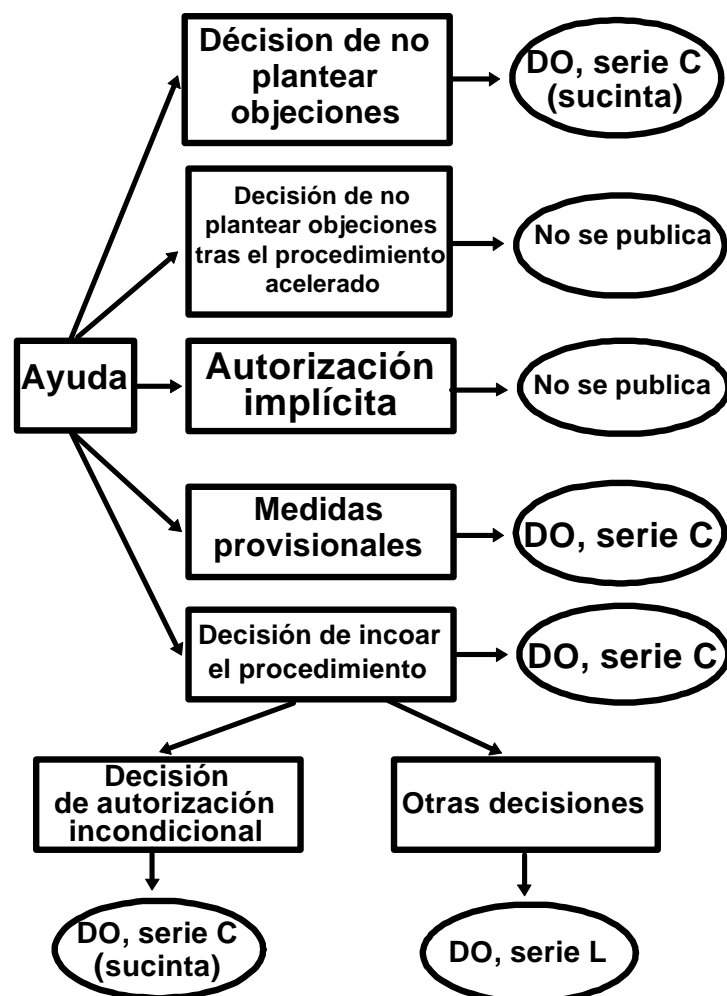 Décision de no
plantear
objeciones
DO, serie C
(sucinta)
Decisión de no
plantear objeciones
tras el procedimiento
acelerado
No se publica
Ayuda
Autorización
implícita
No se publica
Medidas
provisionales
DO, serie C
Decisión de incoar
el procedimiento
DO, serie C
Decisión
de autorización
incondicional
Otras decisiones
DO, serie C
(sucinta)
DO, serie L